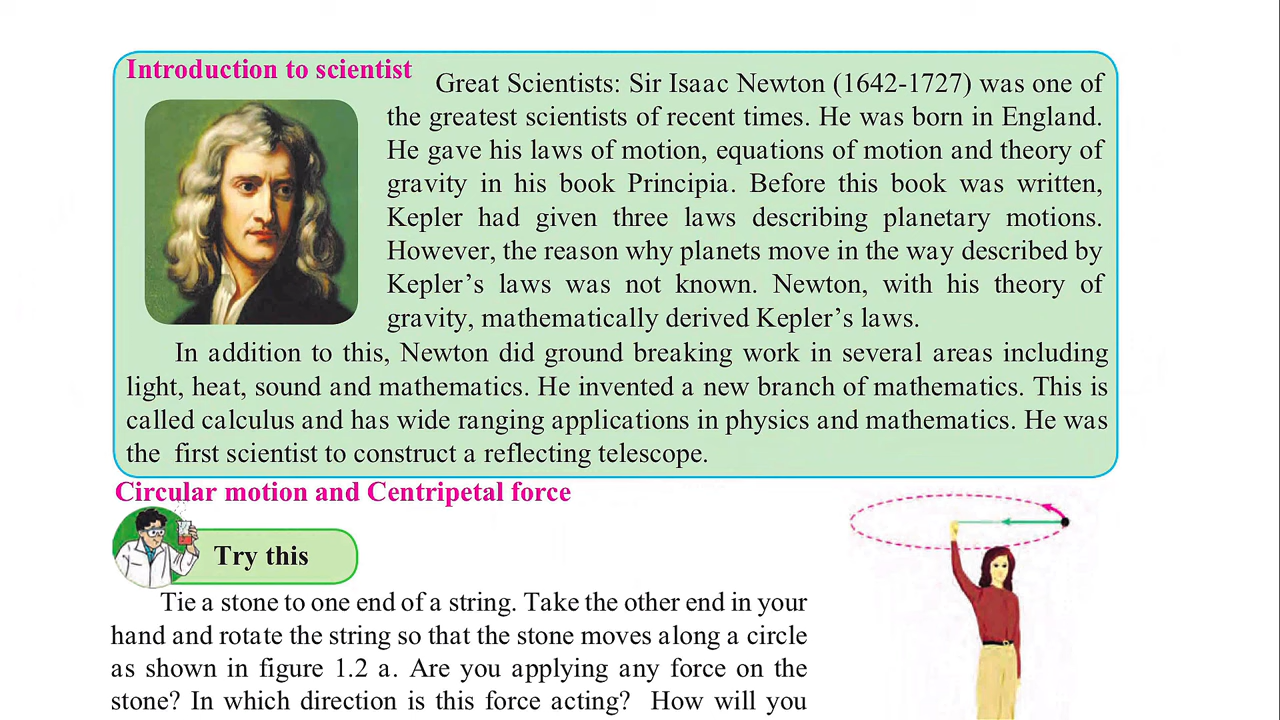 Introduction to scientist
Great Scientists: Sir Isaac Newton (1642-1727) was one of
the greatest scientists of recent times. He was born in England.
He gave his laws of motion, equations of motion and theory of
gravity in his book Principia. Before this book was written,
Kepler had given three laws describing planetary motions.
However, the reason why planets move in the way described by
Kepler's laws was not known. Newton, with his theory of
gravity, mathematically derived Kepler's laws.
In addition to this, Newton did ground breaking work in several areas including
light, heat, sound and mathematics. He invented a new branch of mathematics. This is
called calculus and has wide ranging applications in physics and mathematics. He was
the first scientist to construct a reflecting telescope.
Circular motion and Centripetal force
Try this
Tie a stone to one end of a string. Take the other end in your
hand and rotate the string so that the stone moves along a circle
as shown in figure 1.2 a. Are you applying any force on the
stone? In which direction is this force acting? How will you